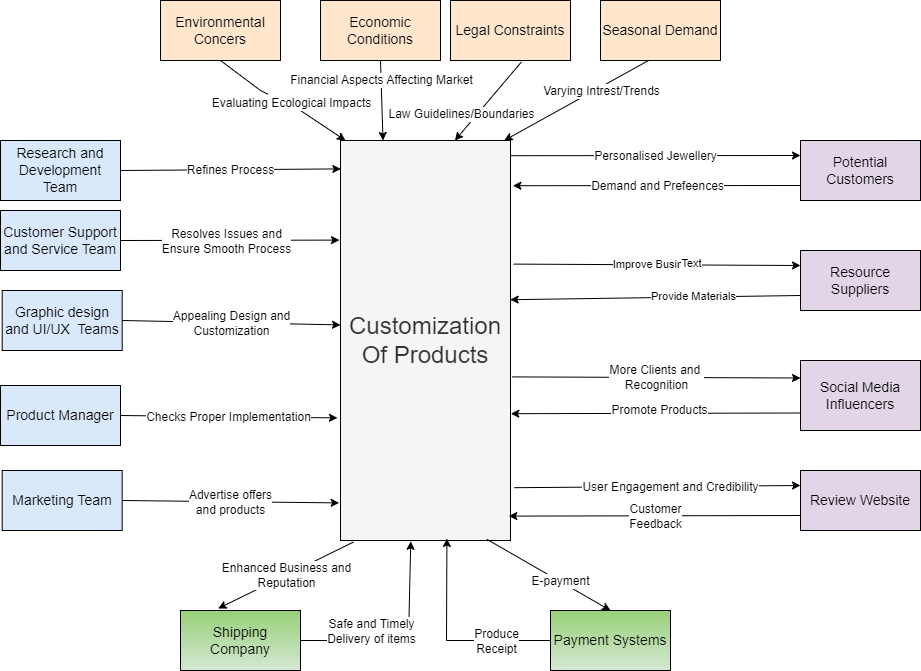 Environmental
Concers
Economic
Conditions
Legal Constraints
Seasonal Demand
Financial Aspects Affecting Market
Evaluating Ecological Impacts
Law Guidelines/Boundaries
Varying Intrest/Trends
Research and
Development
Team
Refines Process
Customer Support
and Service Team
Resolves Issues and
Ensure Smooth Process
Graphic design
and UI/UX Teams
Appealing Design and
Customization
Product Manager
Checks Proper Implementation
Marketing Team
Advertise offers
and products
Customization
Of Products
Personalised Jewellery
Demand and Prefeences
Potential
Customers
Improve Busir Text
Provide Materials
Resource
Suppliers
More Clients and
Recognition
Promote Products
Social Media
Influencers
User Engagement and Credibility
Customer
Feedback
Review Website
Enhanced Business and
Reputation
Shipping
Company
Safe and Timely
Delivery of items
E-payment
Produce
Receipt
Payment Systems